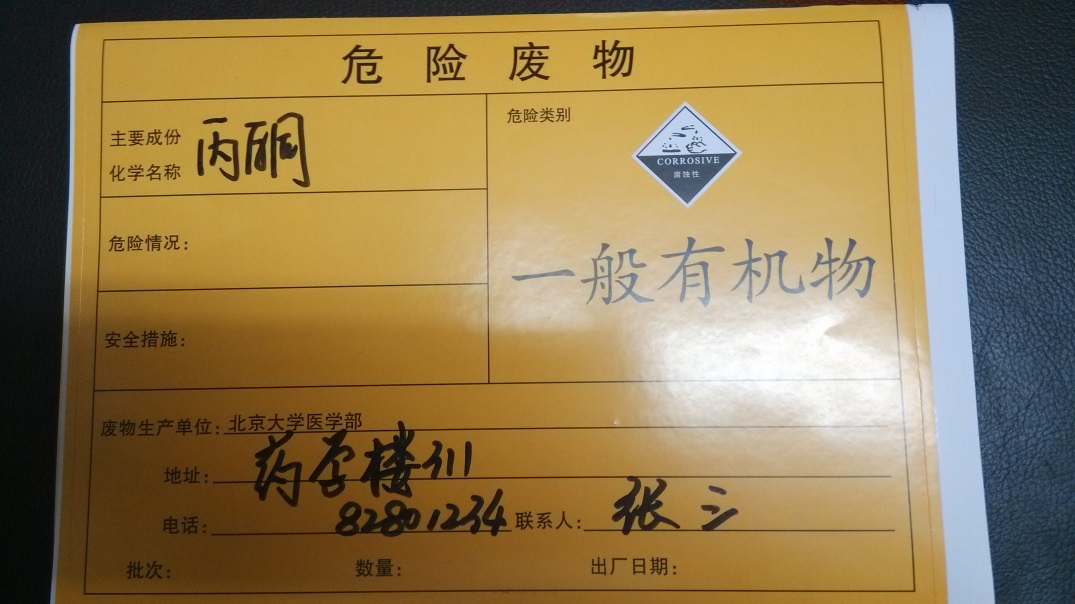 危险废物
主要成份
化学名称 丙酮
危险类别
CORROSIVE
腐蚀性
一般有机物
危险情况:
安全措施:
废物生产单位: 北京大学医学部
地址: 药学楼311
电话: 82801234 联系人: 张三
批次: 数量: 出厂日期: